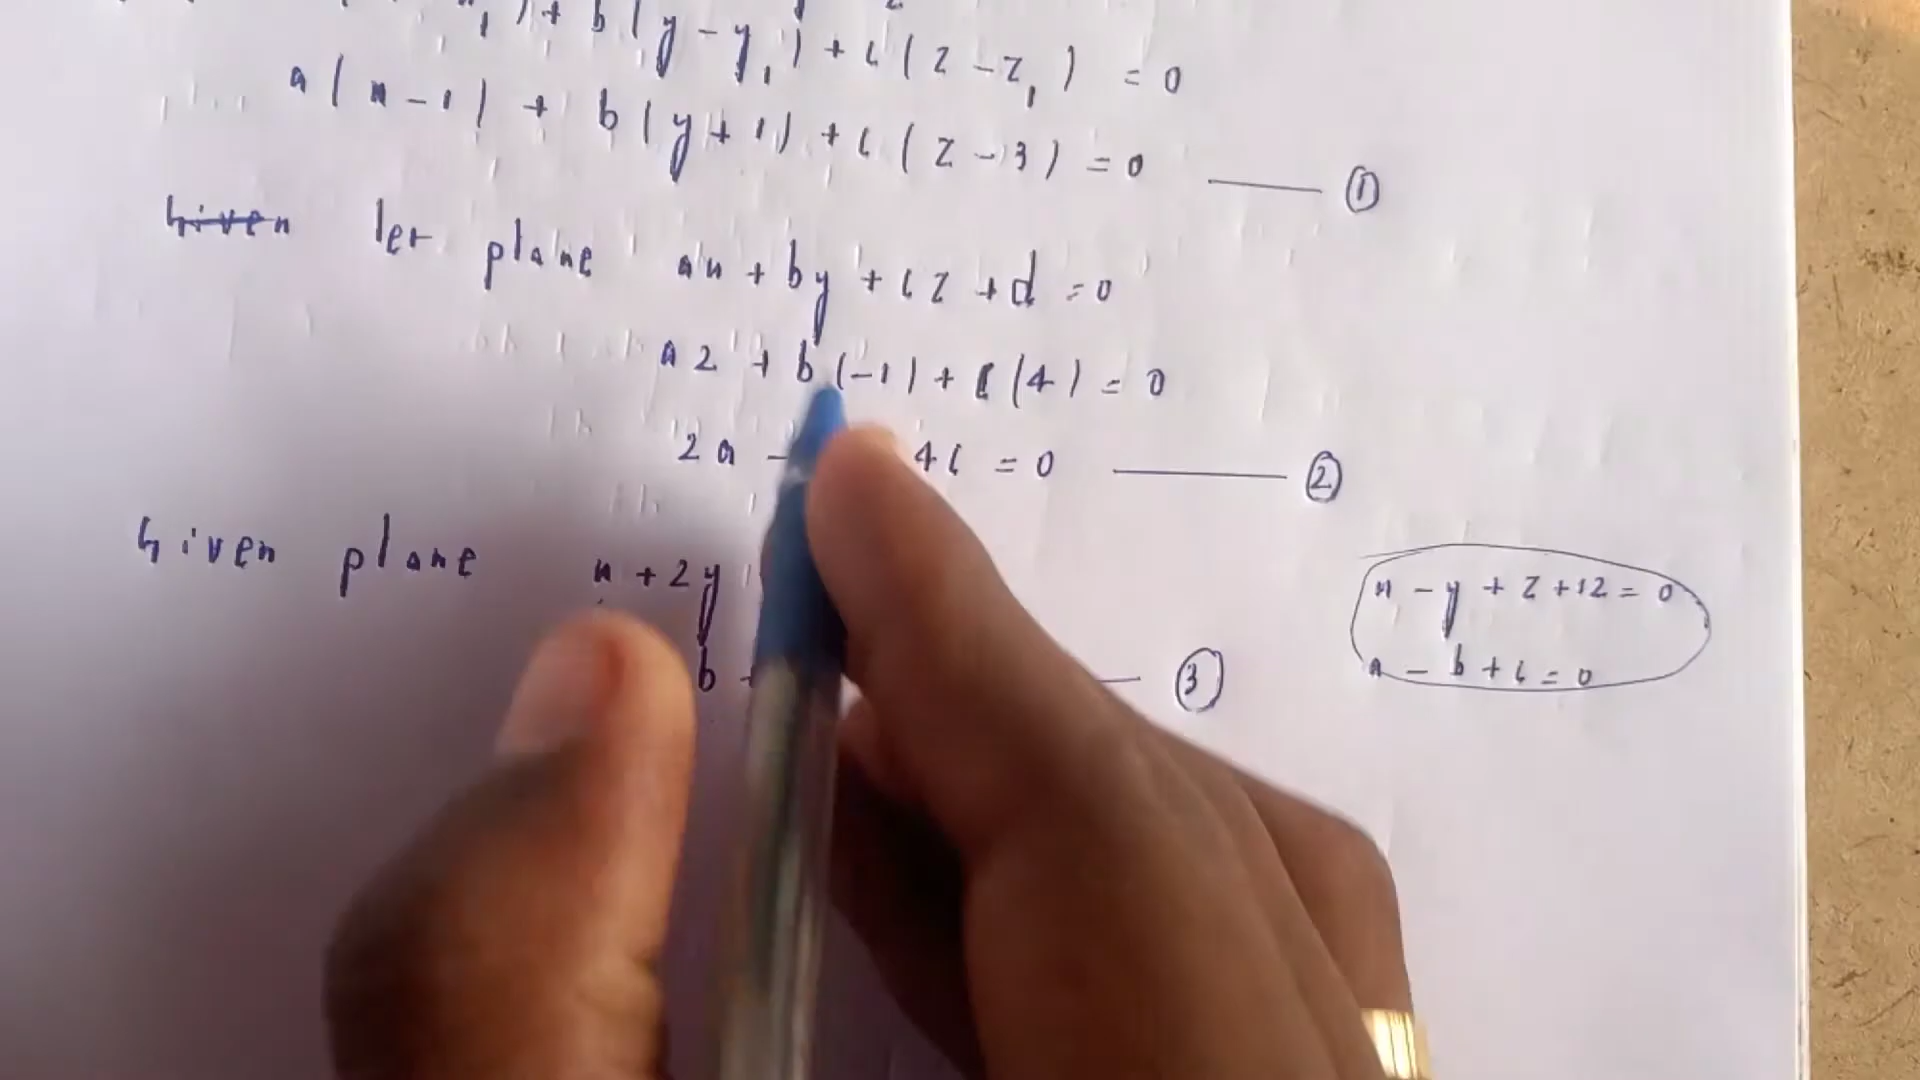 ) + b(y - y₁) + c(z - z₁) = 0
a(x - 1) + b(y + 1) + c(z - 3) = 0 —— ①
Given let plane ax + by + cz + d = 0
a2 + b(-1) + c(4) = 0
2a - 4c = 0 —— ②
Given plane x + 2y
x - y + z + 12 = 0
b + —— ③
a - b + c = 0